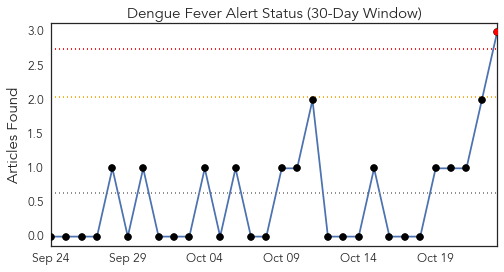 Dengue Fever Alert Status (30-Day Window)
Articles Found
3.0
2.5
2.0
1.5
1.0
0.5
0.0
Sep 24 Sep 29 Oct 04 Oct 09 Oct 14 Oct 19